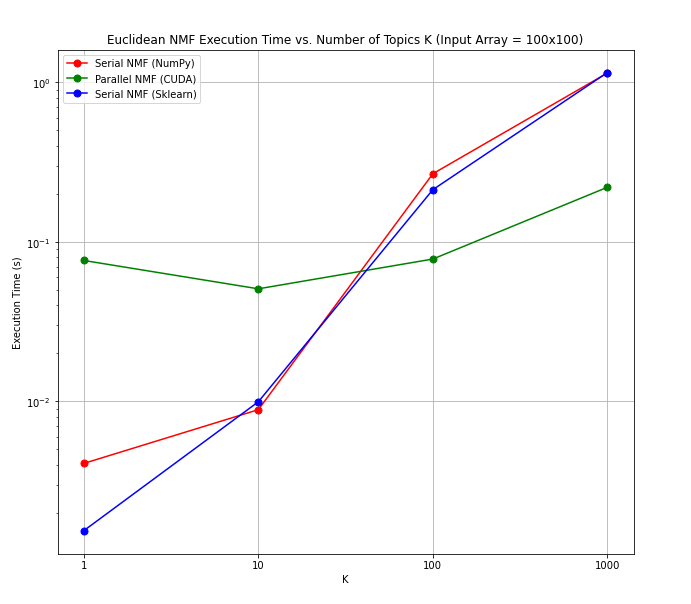 Euclidean NMF Execution Time vs. Number of Topics K (Input Array = 100x100)
Serial NMF (NumPy)
Parallel NMF (CUDA)
Serial NMF (Sklearn)
10⁰
10⁻¹
10⁻²
Execution Time (s)
1 10 100 1000
K